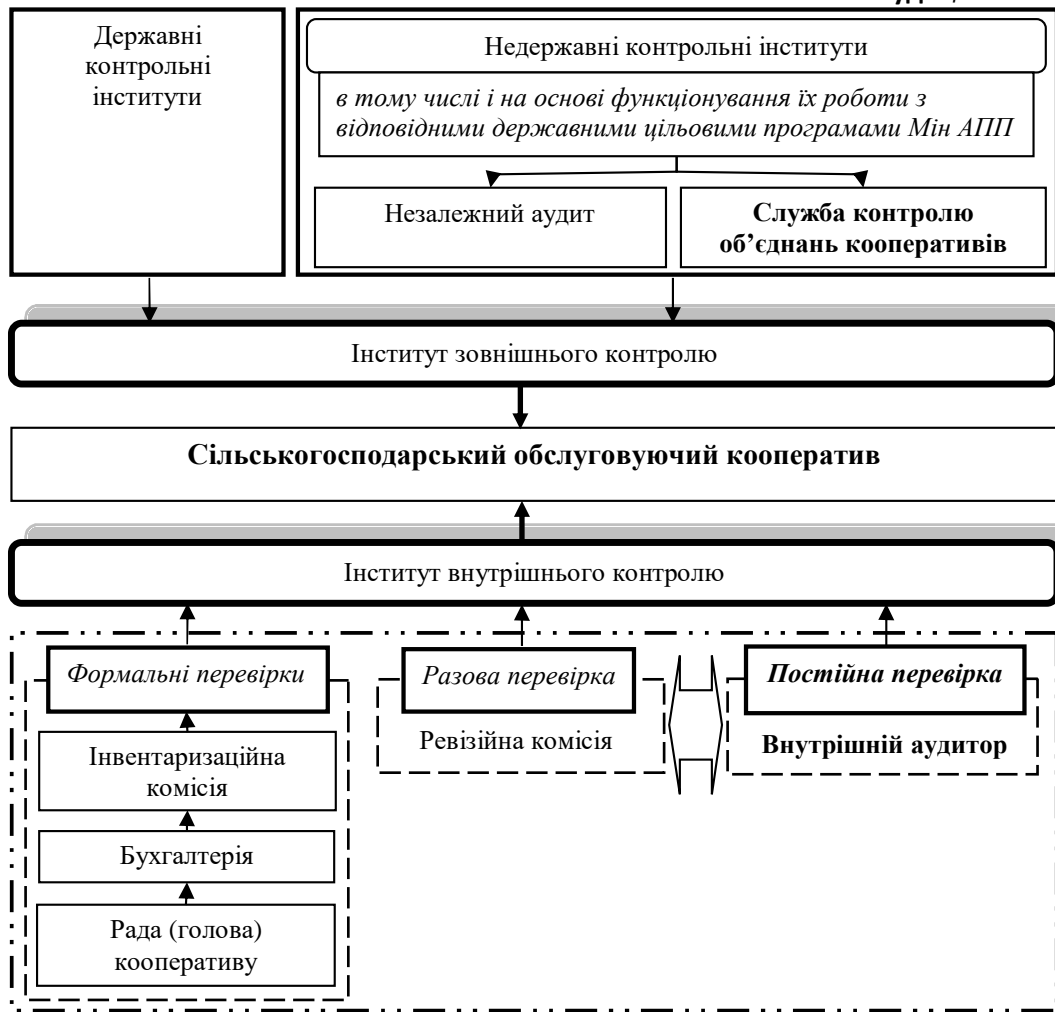 Державні
контрольні
інститути
Недержавні контрольні інститути
в тому числі і на основі функціонування їх роботи з
відповідними державними цільовими програмами Мін АПП
Незалежний аудит
Служба контролю
об’єднань кооперативів
Інститут зовнішнього контролю
Сільськогосподарський обслуговуючий кооператив
Інститут внутрішнього контролю
Формальні перевірки
Інвентаризаційна
комісія
Бухгалтерія
Рада (голова)
кооперативу
Разова перевірка
Ревізійна комісія
Постійна перевірка
Внутрішній аудитор